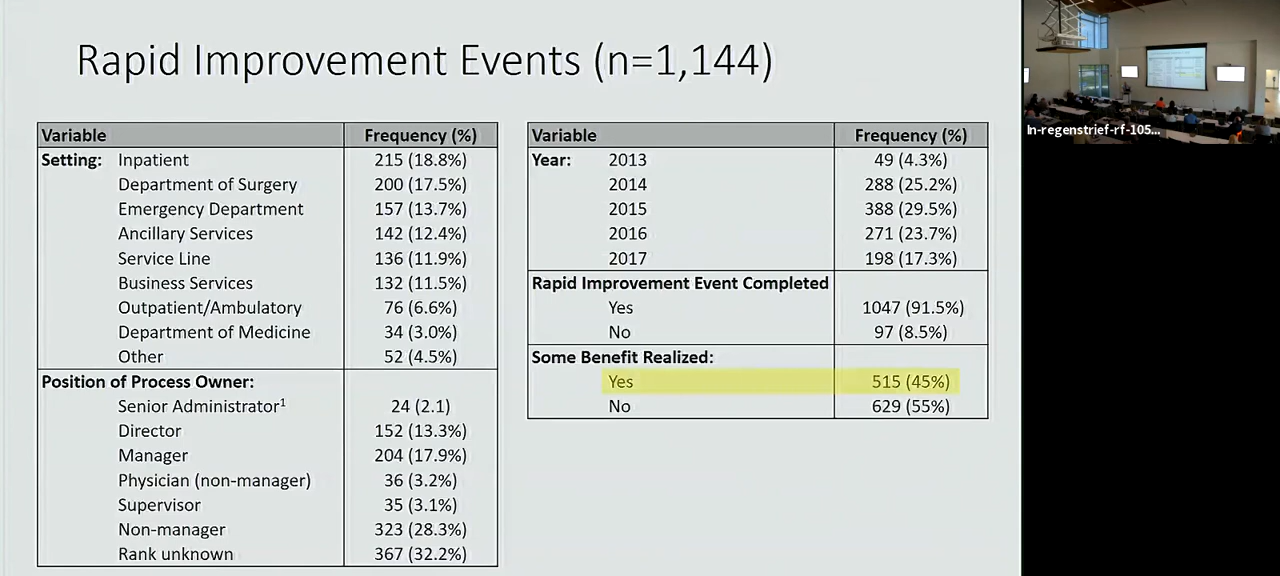 Rapid Improvement Events (n=1,144)
Variable Frequency (%)
Setting: Inpatient 215 (18.8%)
Department of Surgery 200 (17.5%)
Emergency Department 157 (13.7%)
Ancillary Services 142 (12.4%)
Service Line 136 (11.9%)
Business Services 132 (11.5%)
Outpatient/Ambulatory 76 (6.6%)
Department of Medicine 34 (3.0%)
Other 52 (4.5%)
Position of Process Owner:
Senior Administrator¹ 24 (2.1)
Director 152 (13.3%)
Manager 204 (17.9%)
Physician (non-manager) 36 (3.2%)
Supervisor 35 (3.1%)
Non-manager 323 (28.3%)
Rank unknown 367 (32.2%)
Variable Frequency (%)
Year: 2013 49 (4.3%)
2014 288 (25.2%)
2015 388 (29.5%)
2016 271 (23.7%)
2017 198 (17.3%)
Rapid Improvement Event Completed
Yes 1047 (91.5%)
No 97 (8.5%)
Some Benefit Realized:
Yes 515 (45%)
No 629 (55%)
In-regenstrief-rf-105...